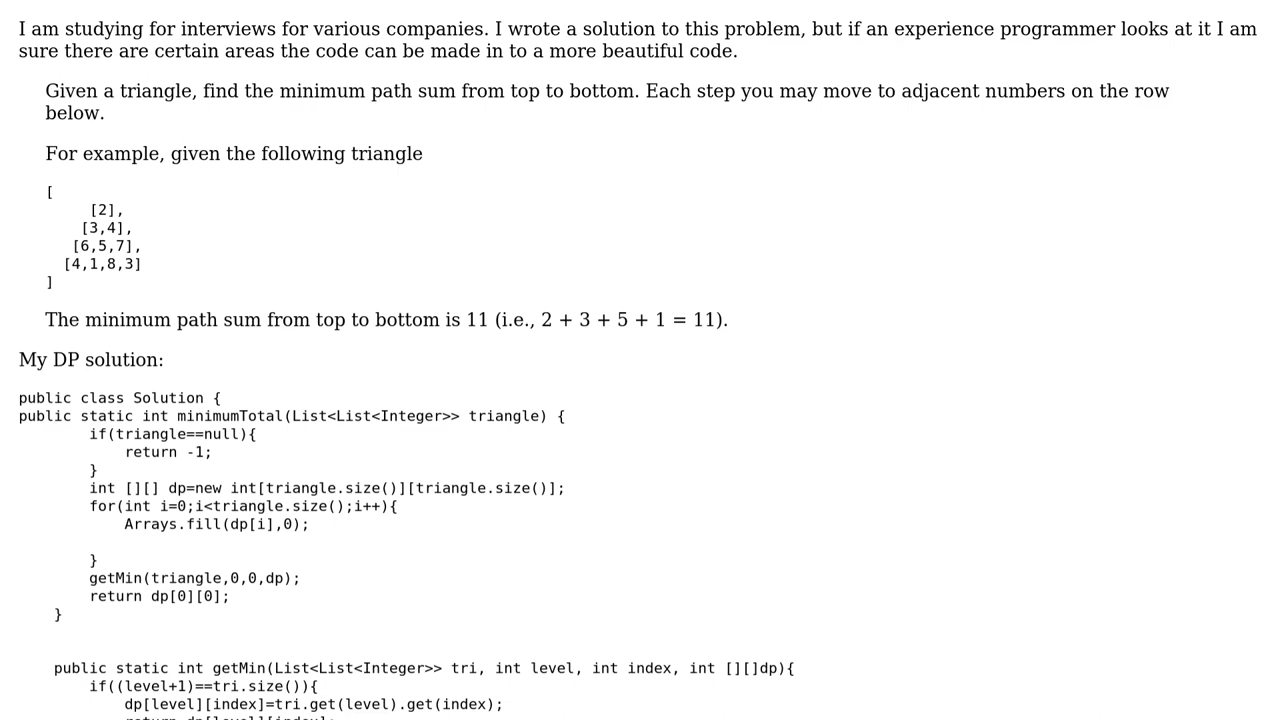 I am studying for interviews for various companies. I wrote a solution to this problem, but if an experience programmer looks at it I am
sure there are certain areas the code can be made in to a more beautiful code.
Given a triangle, find the minimum path sum from top to bottom. Each step you may move to adjacent numbers on the row
below.
For example, given the following triangle
[
     [2],
    [3,4],
   [6,5,7],
  [4,1,8,3]
]
The minimum path sum from top to bottom is 11 (i.e., 2 + 3 + 5 + 1 = 11).
My DP solution:
public class Solution {
public static int minimumTotal(List<List<Integer>> triangle) {
        if(triangle==null){
            return -1;
        }
        int [][] dp=new int[triangle.size()][triangle.size()];
        for(int i=0;i<triangle.size();i++){
            Arrays.fill(dp[i],0);
        }
        getMin(triangle,0,0,dp);
        return dp[0][0];
    }
    public static int getMin(List<List<Integer>> tri, int level, int index, int [][]dp){
        if((level+1)==tri.size()){
            dp[level][index]=tri.get(level).get(index);
            return dp[level][index];